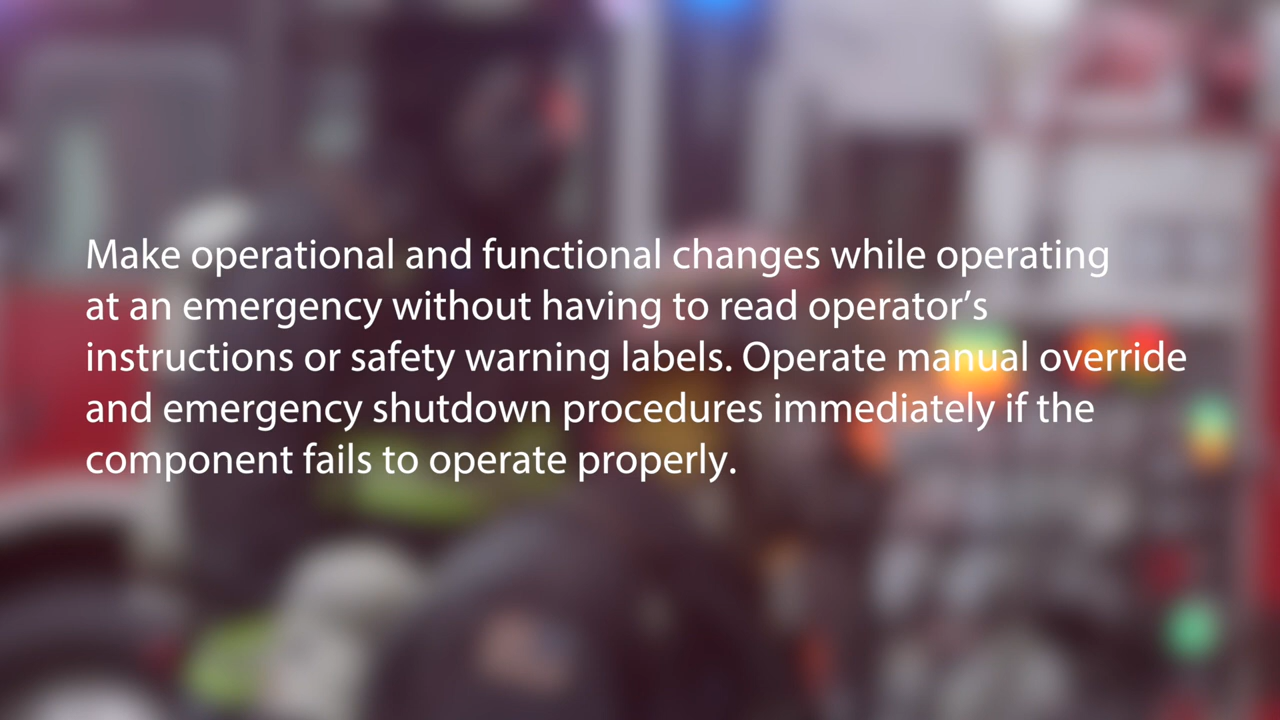 Make operational and functional changes while operating
at an emergency without having to read operator’s
instructions or safety warning labels. Operate manual override
and emergency shutdown procedures immediately if the
component fails to operate properly.